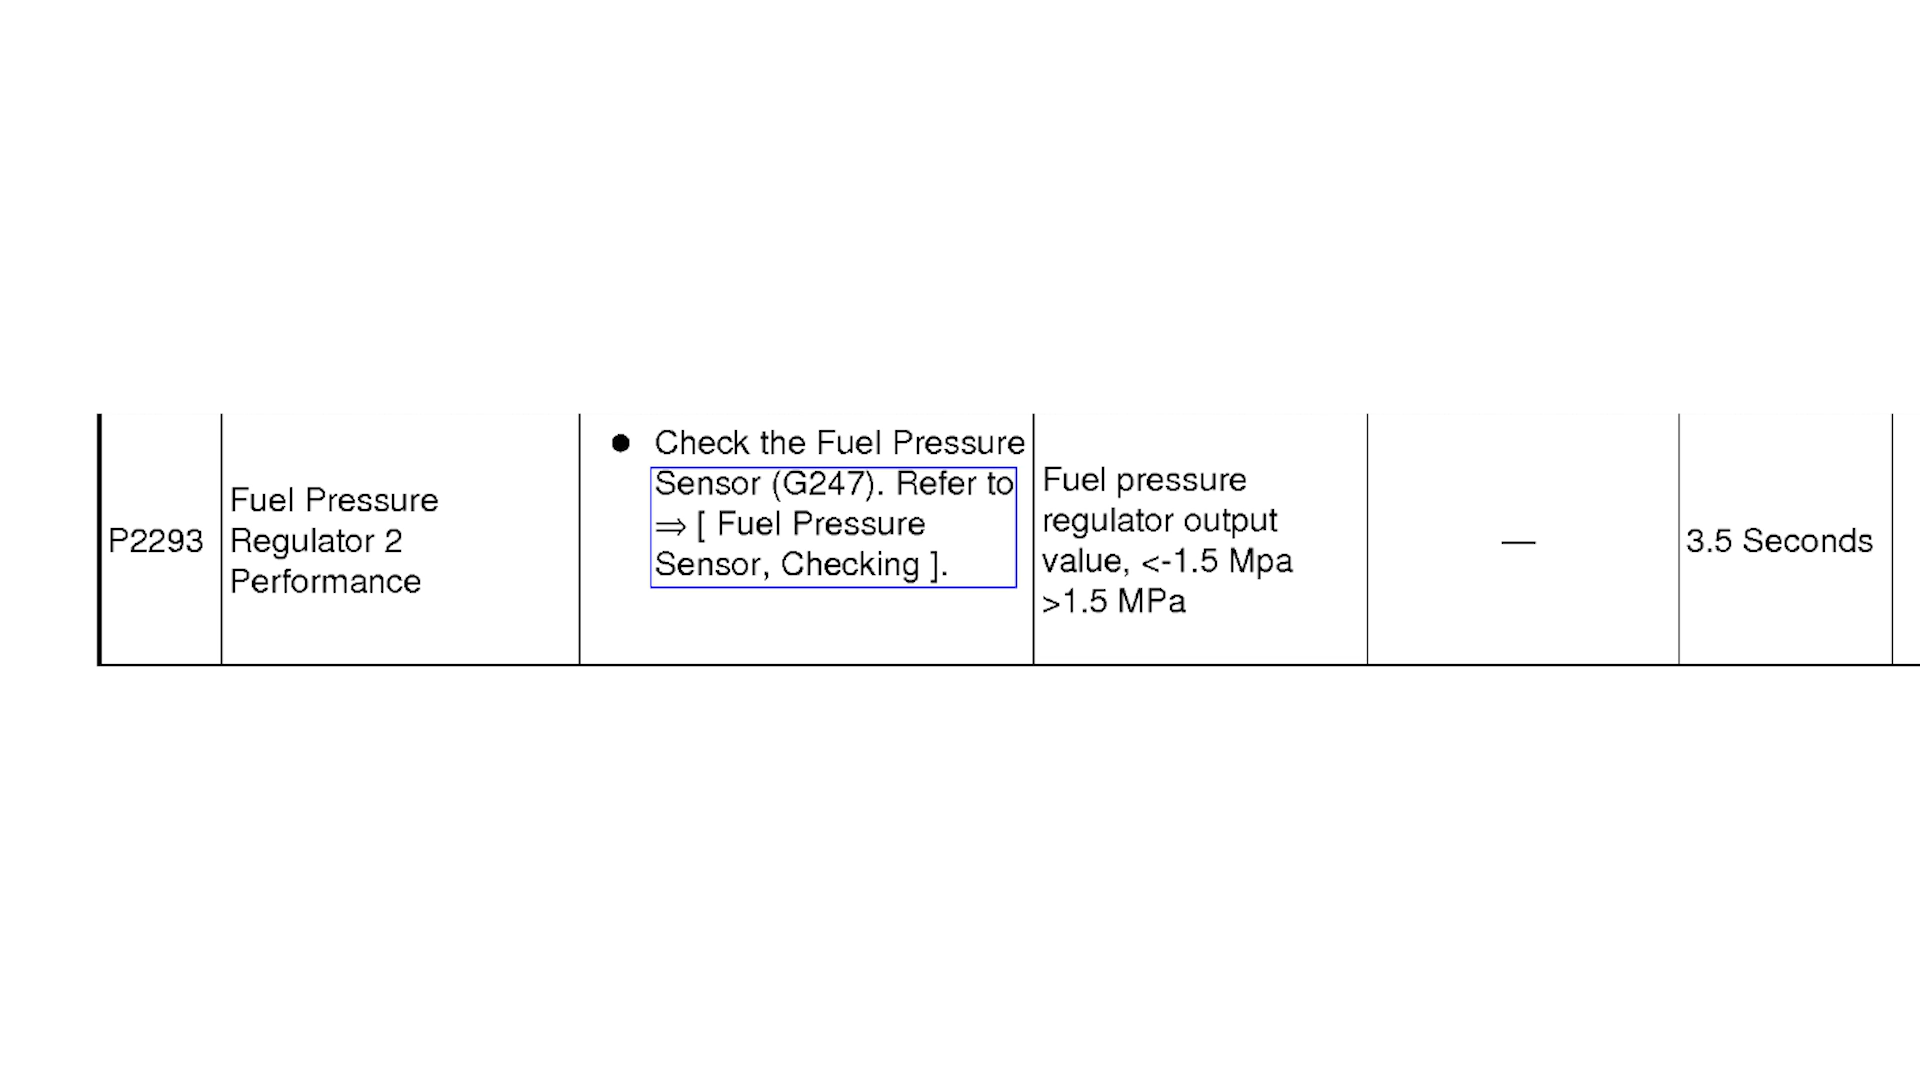 P2293
Fuel Pressure
Regulator 2
Performance
● Check the Fuel Pressure
Sensor (G247). Refer to
⇒ [ Fuel Pressure
Sensor, Checking ].
Fuel pressure
regulator output
value, <-1.5 Mpa
>1.5 MPa
—
3.5 Seconds